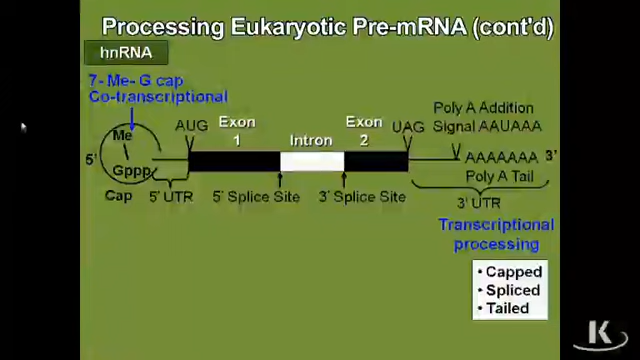 Processing Eukaryotic Pre-mRNA (cont'd)
hnRNA
7- Me- G cap
Co-transcriptional
Me
Gppp
Cap
5'
AUG
5' UTR
Exon
1
5' Splice Site
Intron
Exon
2
3' Splice Site
UAG
Poly A Addition
Signal AAUAAA
AAAAAAA
3'
Poly A Tail
3' UTR
Transcriptional
processing
• Capped
• Spliced
• Tailed
K